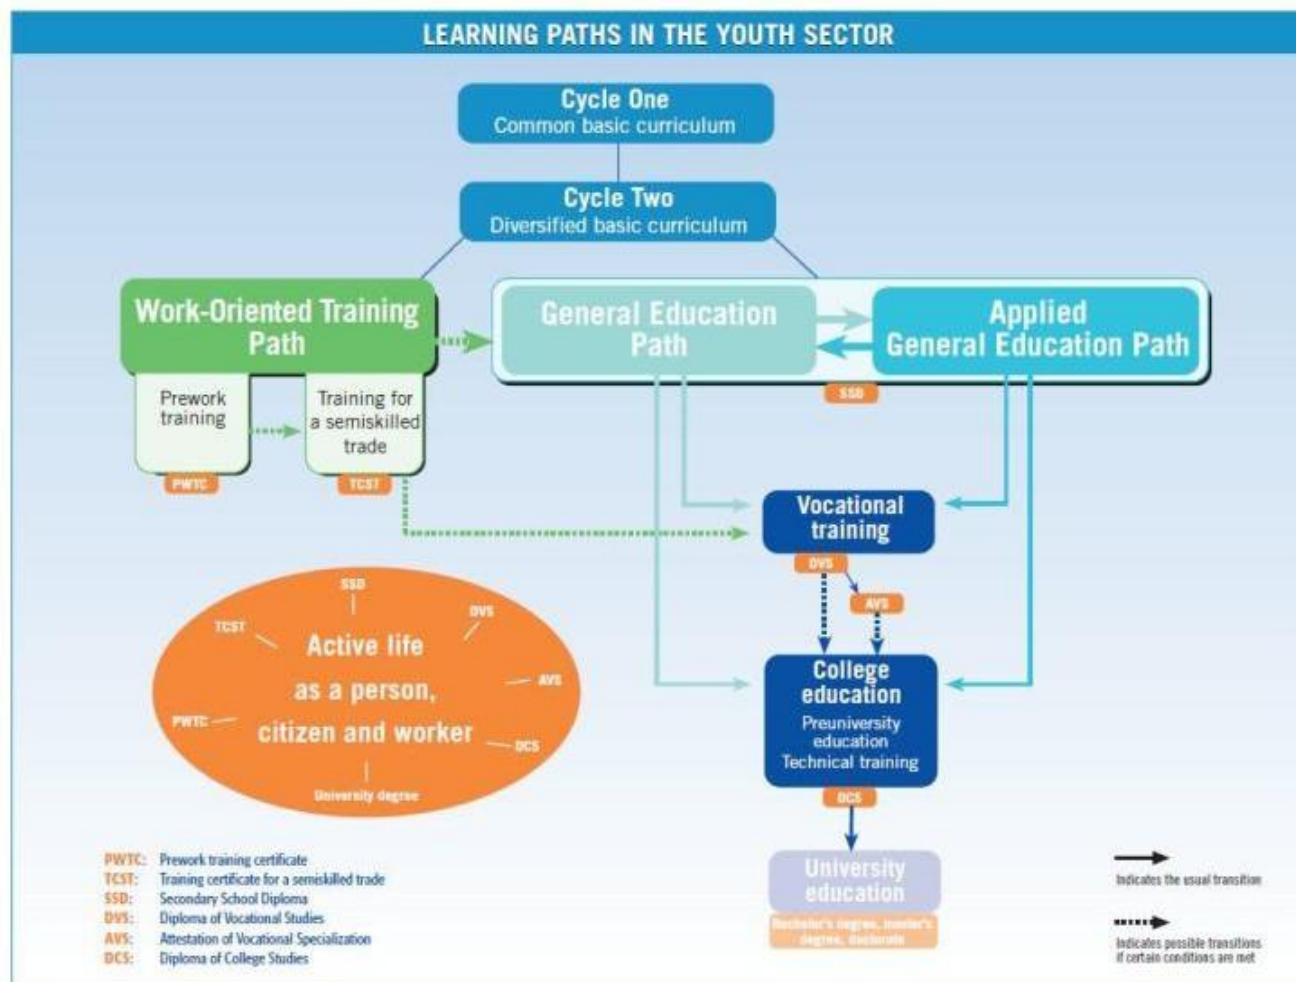 LEARNING PATHS IN THE YOUTH SECTOR
Cycle One
Common basic curriculum
Cycle Two
Diversified basic curriculum
Work-Oriented Training
Path
General Education
Path
Applied
General Education Path
SSD
Prework
training
Training for
a semiskilled
trade
PWTC
TCST
Vocational
training
DVS
AVS
College
education
Preuniversity
education
Technical training
DCS
University
education
Bachelor's degree, master's
degree, doctorate
SSD
TCST
DVS
Active life
as a person,
citizen and worker
AVS
PWTC
DCS
University degree
PWTC: Prework training certificate
TCST: Training certificate for a semiskilled trade
SSD: Secondary School Diploma
DVS: Diploma of Vocational Studies
AVS: Attestation of Vocational Specialization
DCS: Diploma of College Studies
Indicates the usual transition
Indicates possible transitions
if certain conditions are met